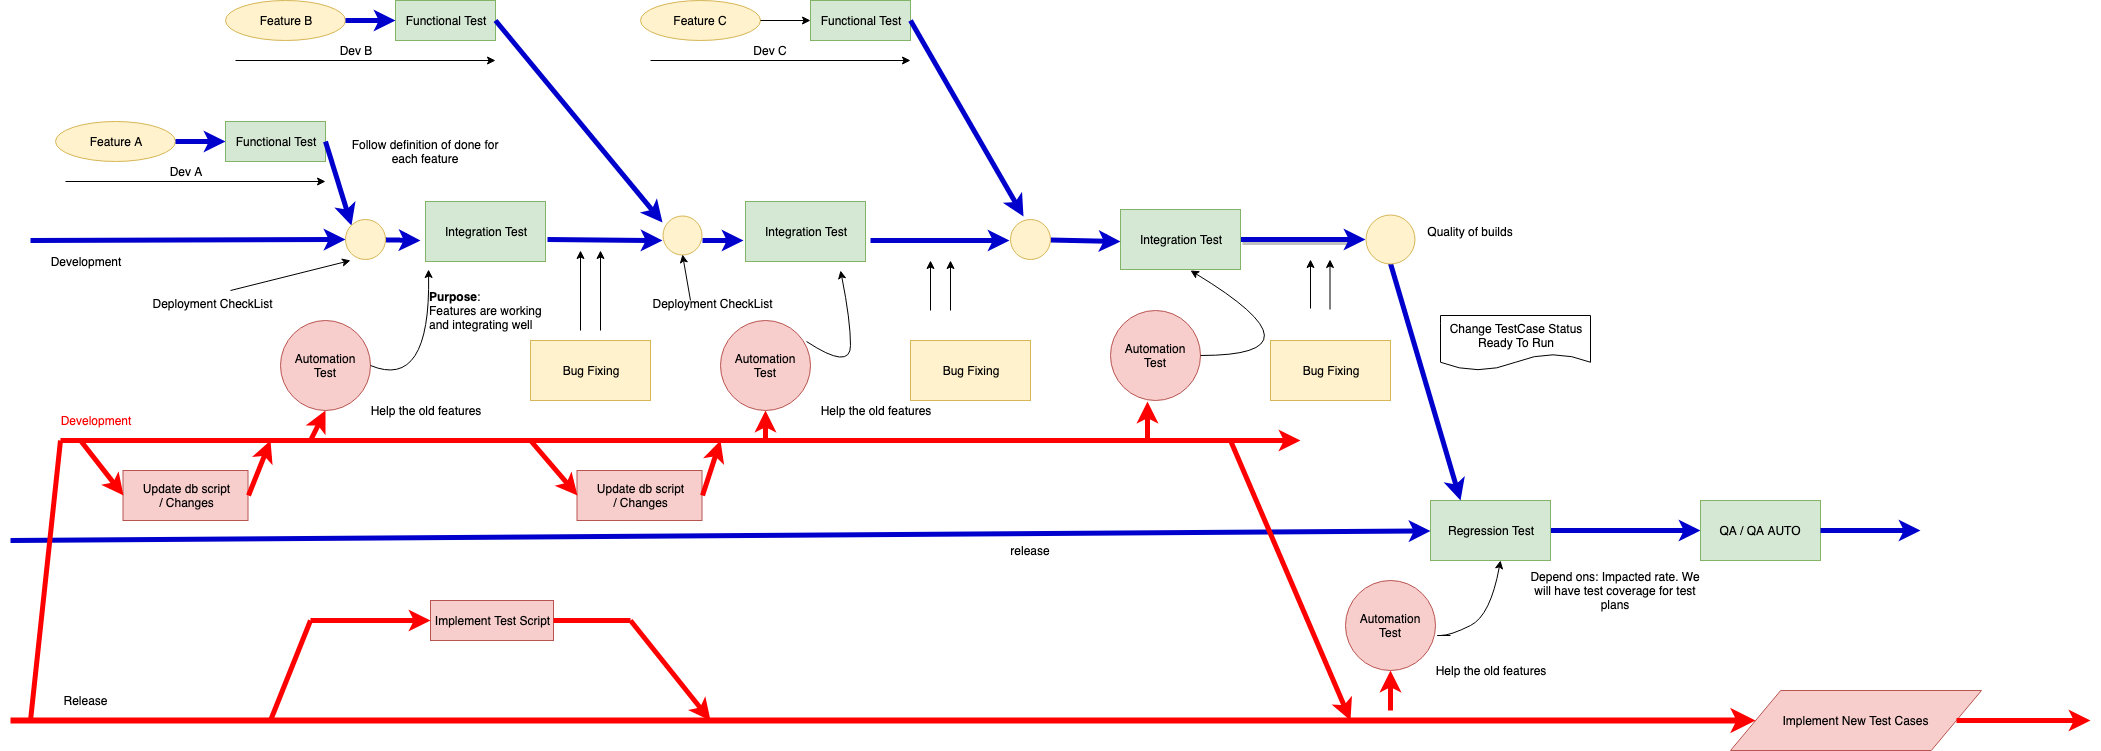 Feature B
Functional Test
Feature C
Functional Test
Dev B
Dev C
Feature A
Functional Test
Follow definition of done for
each feature
Dev A
Integration Test
Integration Test
Integration Test
Quality of builds
Development
Deployment CheckList
Purpose:
Features are working
and integrating well
Deployment CheckList
Change TestCase Status
Ready To Run
Automation
Test
Bug Fixing
Automation
Test
Bug Fixing
Automation
Test
Bug Fixing
Help the old features
Help the old features
Development
Update db script
/ Changes
Update db script
/ Changes
Regression Test
QA / QA AUTO
release
Depend ons: Impacted rate. We
will have test coverage for test
plans
Implement Test Script
Automation
Test
Help the old features
Release
Implement New Test Cases